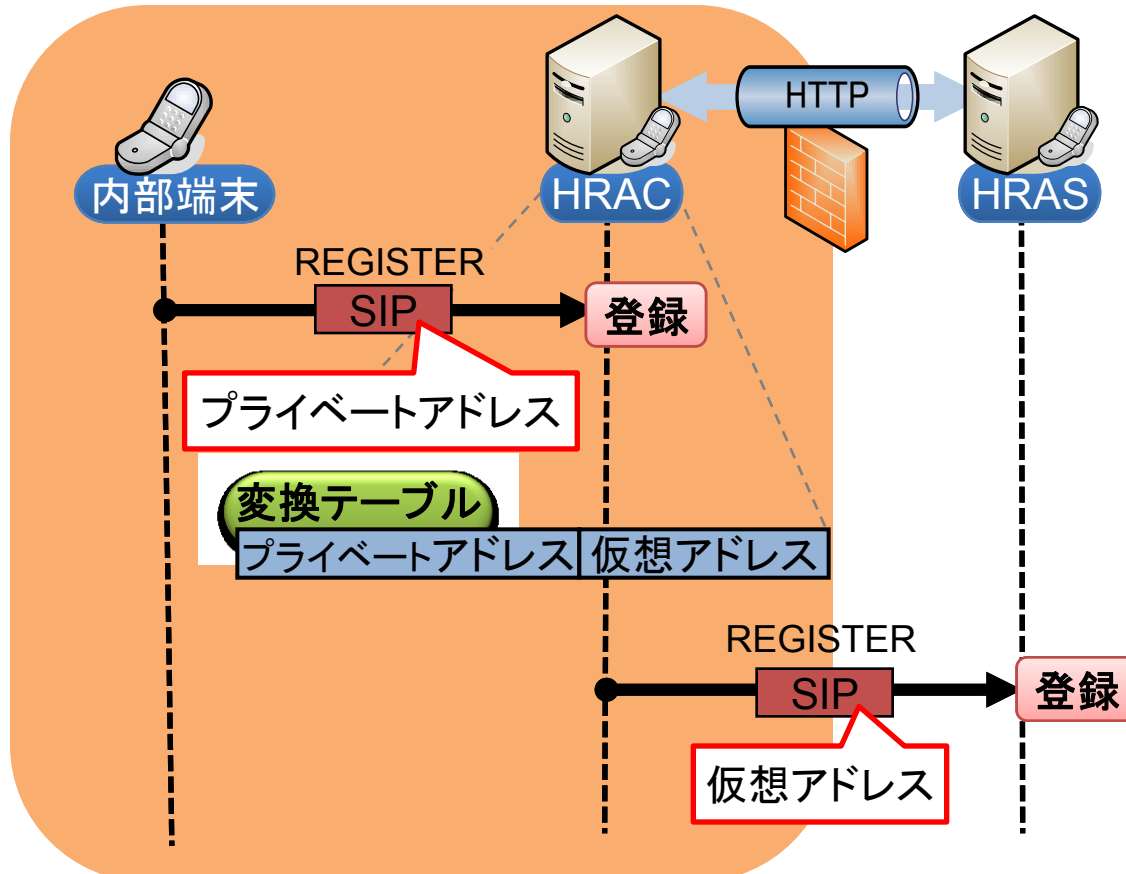 HTTP
内部端末
HRAC
HRAS
REGISTER
SIP
登録
プライベートアドレス
変換テーブル
プライベートアドレス
仮想アドレス
REGISTER
SIP
登録
仮想アドレス